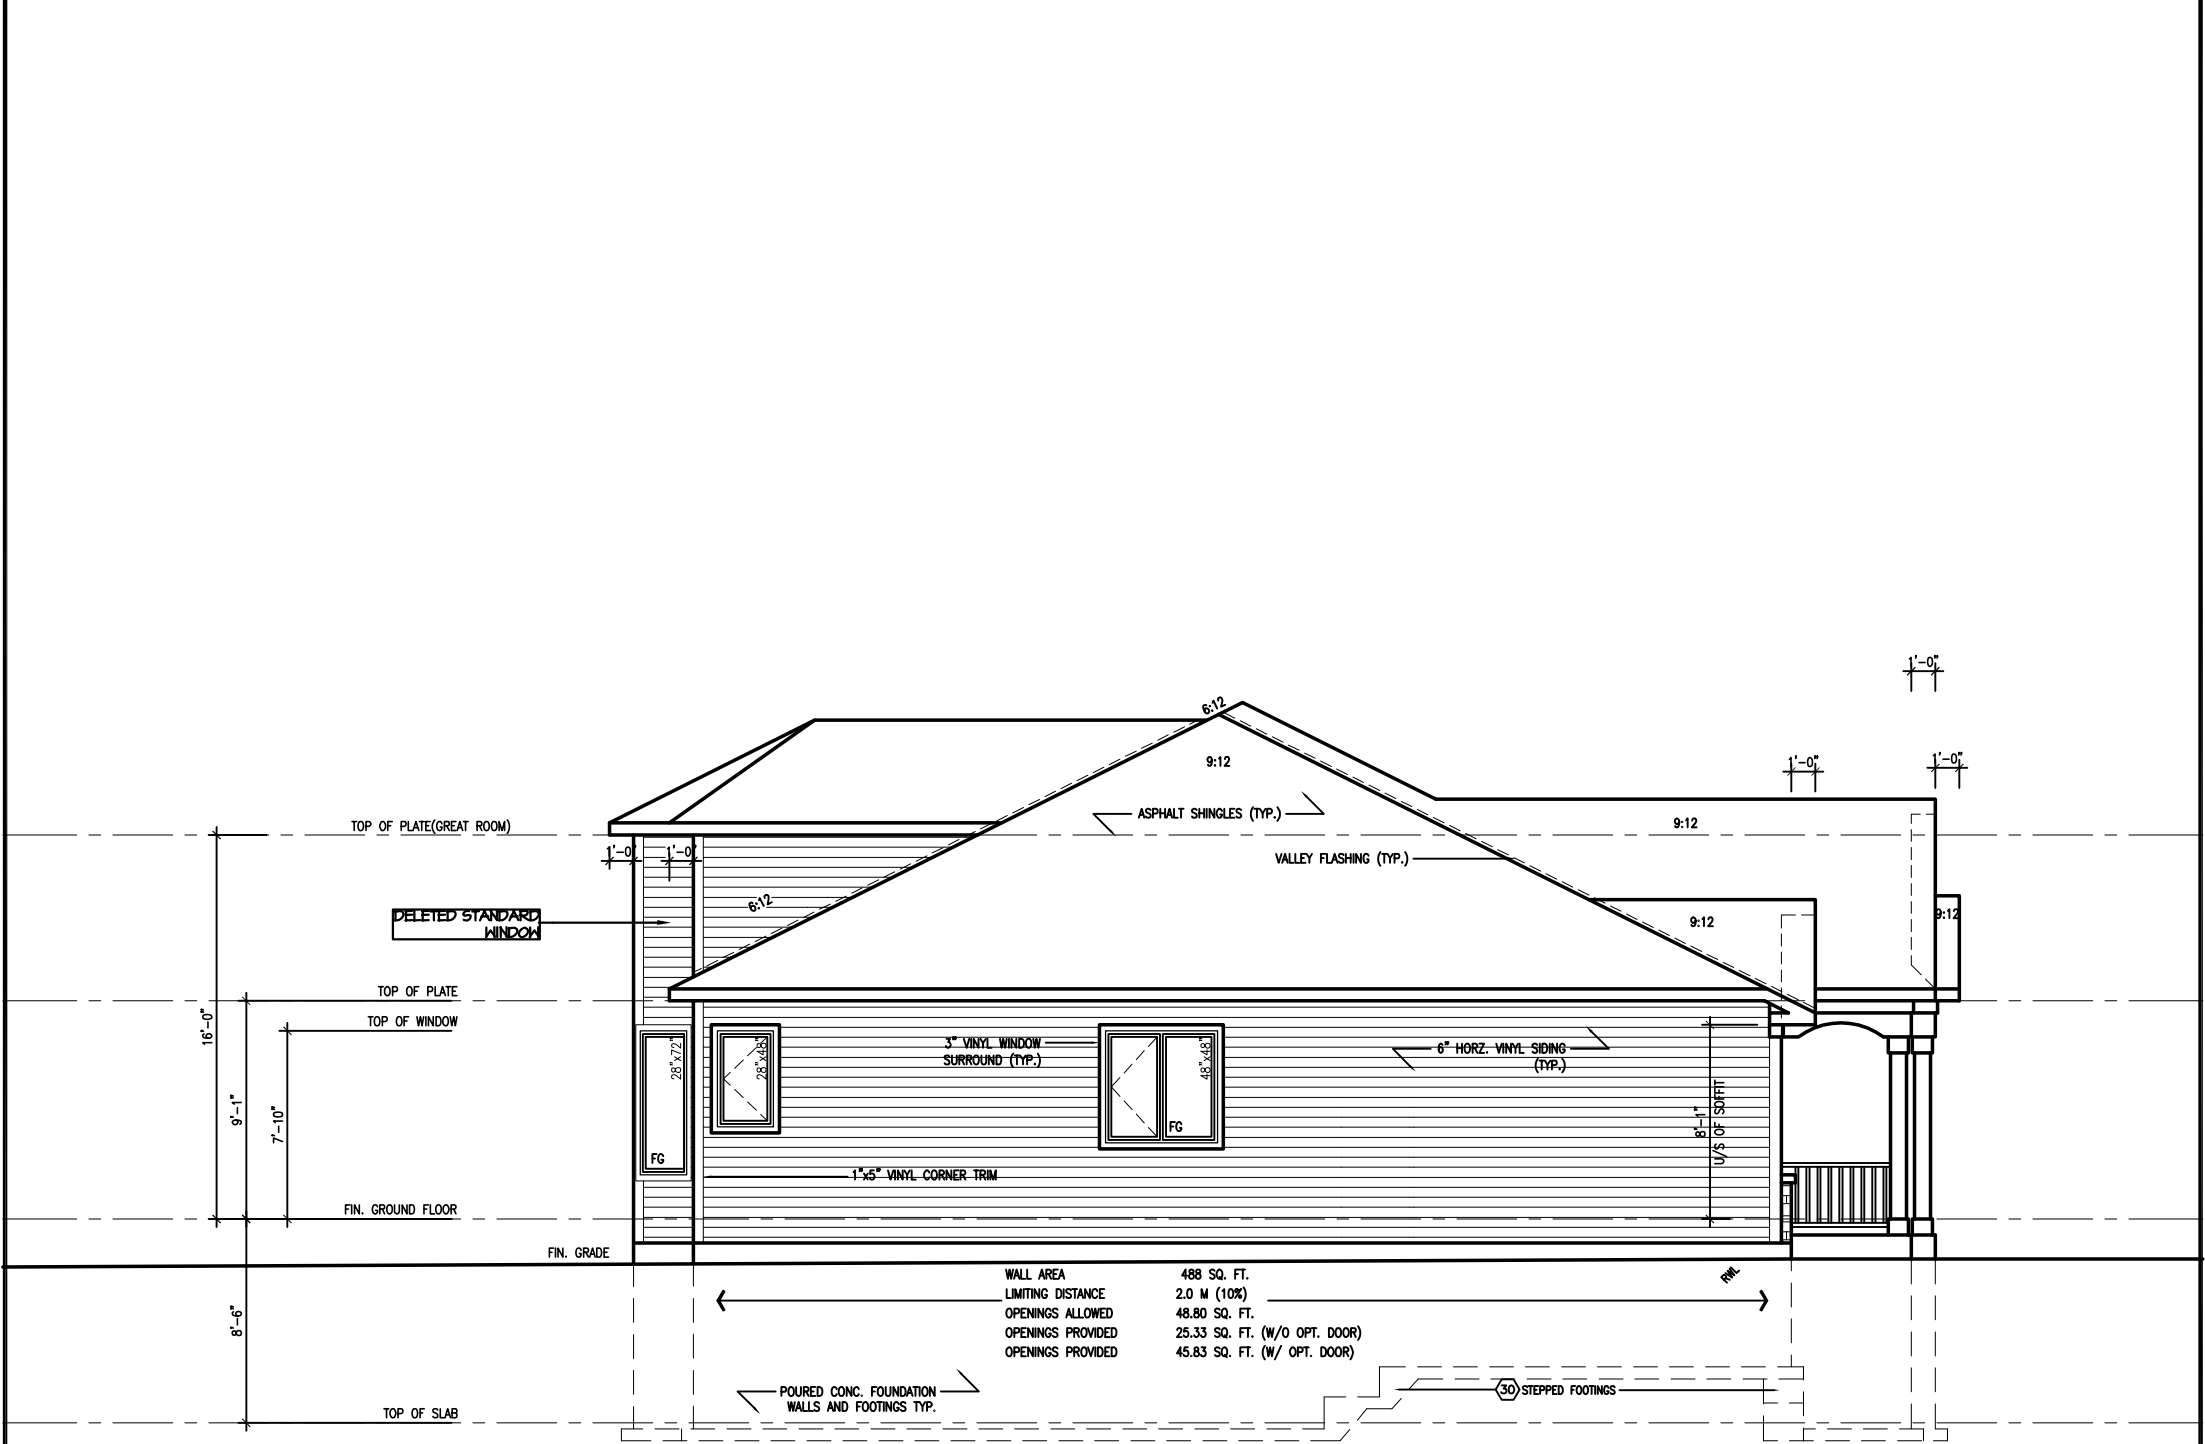 1'-0"
6:12
9:12
1'-0"
1'-0"
ASPHALT SHINGLES (TYP.)
9:12
TOP OF PLATE(GREAT ROOM)
1'-0"
1'-0"
VALLEY FLASHING (TYP.)
6:12
DELETED STANDARD
WINDOW
9:12
9:12
TOP OF PLATE
TOP OF WINDOW
16'-0"
9'-1"
7'-10"
28"x72"
28"x48"
3" VINYL WINDOW
SURROUND (TYP.)
48"x48"
6" HORZ. VINYL SIDING
(TYP.)
8'-1"
U/S OF SOFFIT
FG
FG
1"x5" VINYL CORNER TRIM
FIN. GROUND FLOOR
FIN. GRADE
WALL AREA 488 SQ. FT.
LIMITING DISTANCE 2.0 M (10%)
OPENINGS ALLOWED 48.80 SQ. FT.
OPENINGS PROVIDED 25.33 SQ. FT. (W/O OPT. DOOR)
OPENINGS PROVIDED 45.83 SQ. FT. (W/ OPT. DOOR)
RWL
8'-6"
POURED CONC. FOUNDATION
WALLS AND FOOTINGS TYP.
30 STEPPED FOOTINGS
TOP OF SLAB